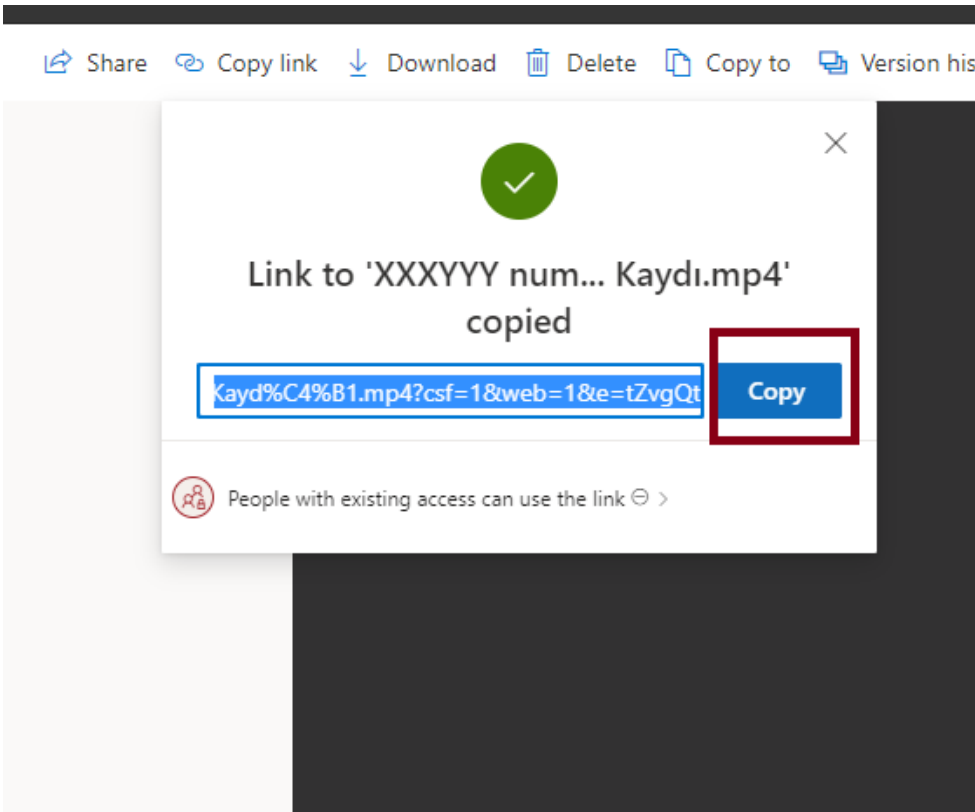 Share Copy link Download Delete Copy to Version his
Link to 'XXXYYY num... Kaydı.mp4'
copied
Kayd%C4%B1.mp4?csf=1&web=1&e=tZvgQt
Copy
People with existing access can use the link